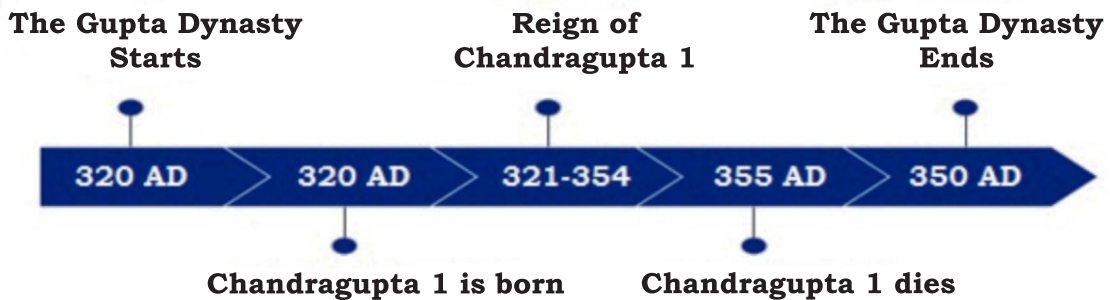 The Gupta Dynasty
Starts
Reign of
Chandragupta 1
The Gupta Dynasty
Ends
320 AD
320 AD
321-354
355 AD
350 AD
Chandragupta 1 is born
Chandragupta 1 dies